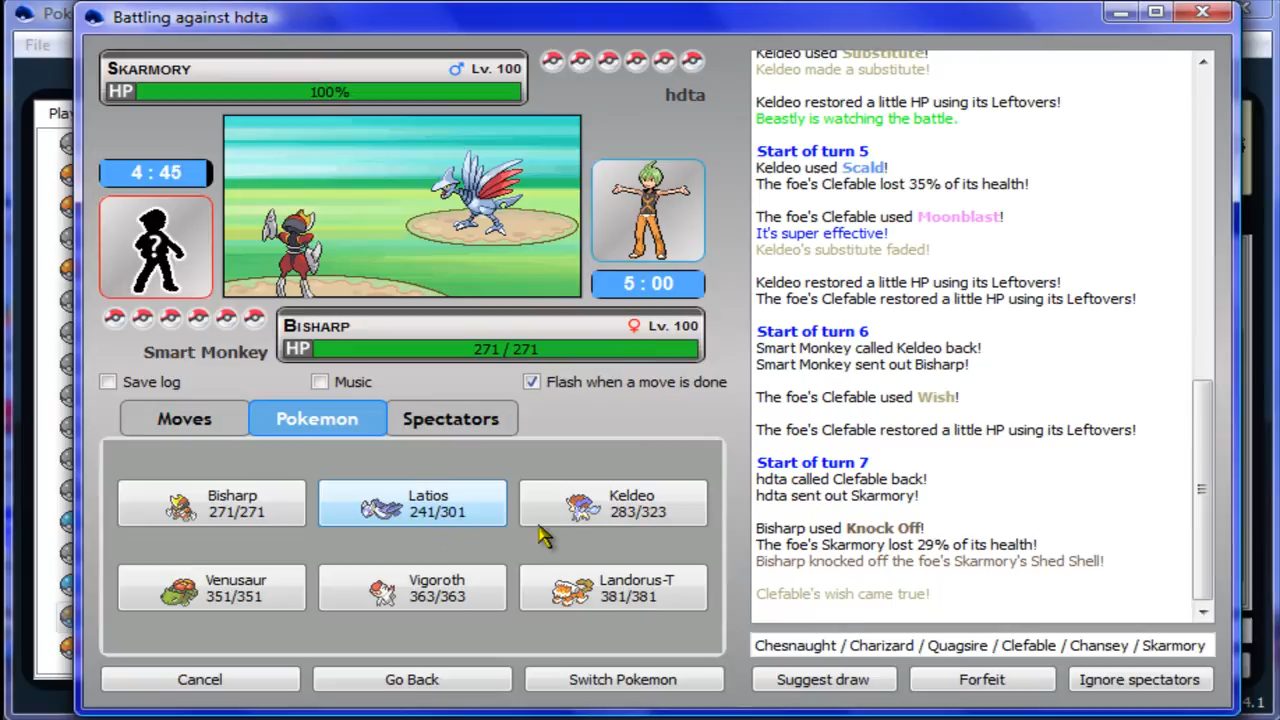 Pok
Battling against hdta
File
Play
SKARMORY ♂ Lv. 100
HP 100%
hdta
4:45
5:00
BISHARP ♀ Lv. 100
HP 271/271
Smart Monkey
Save log
Music
Flash when a move is done
Moves
Pokemon
Spectators
Bisharp
271/271
Latios
241/301
Keldeo
283/323
Venusaur
351/351
Vigoroth
363/363
Landorus-T
381/381
Cancel
Go Back
Switch Pokemon
Keldeo used Substitute!
Keldeo made a substitute!
Keldeo restored a little HP using its Leftovers!
Beastly is watching the battle.
Start of turn 5
Keldeo used Scald!
The foe's Clefable lost 35% of its health!
The foe's Clefable used Moonblast!
It's super effective!
Keldeo's substitute faded!
Keldeo restored a little HP using its Leftovers!
The foe's Clefable restored a little HP using its Leftovers!
Start of turn 6
Smart Monkey called Keldeo back!
Smart Monkey sent out Bisharp!
The foe's Clefable used Wish!
The foe's Clefable restored a little HP using its Leftovers!
Start of turn 7
hdta called Clefable back!
hdta sent out Skarmory!
Bisharp used Knock Off!
The foe's Skarmory lost 29% of its health!
Bisharp knocked off the foe's Skarmory's Shed Shell!
Clefable's wish came true!
Chesnaught / Charizard / Quagsire / Clefable / Chansey / Skarmory
Suggest draw
Forfeit
Ignore spectators
4.1